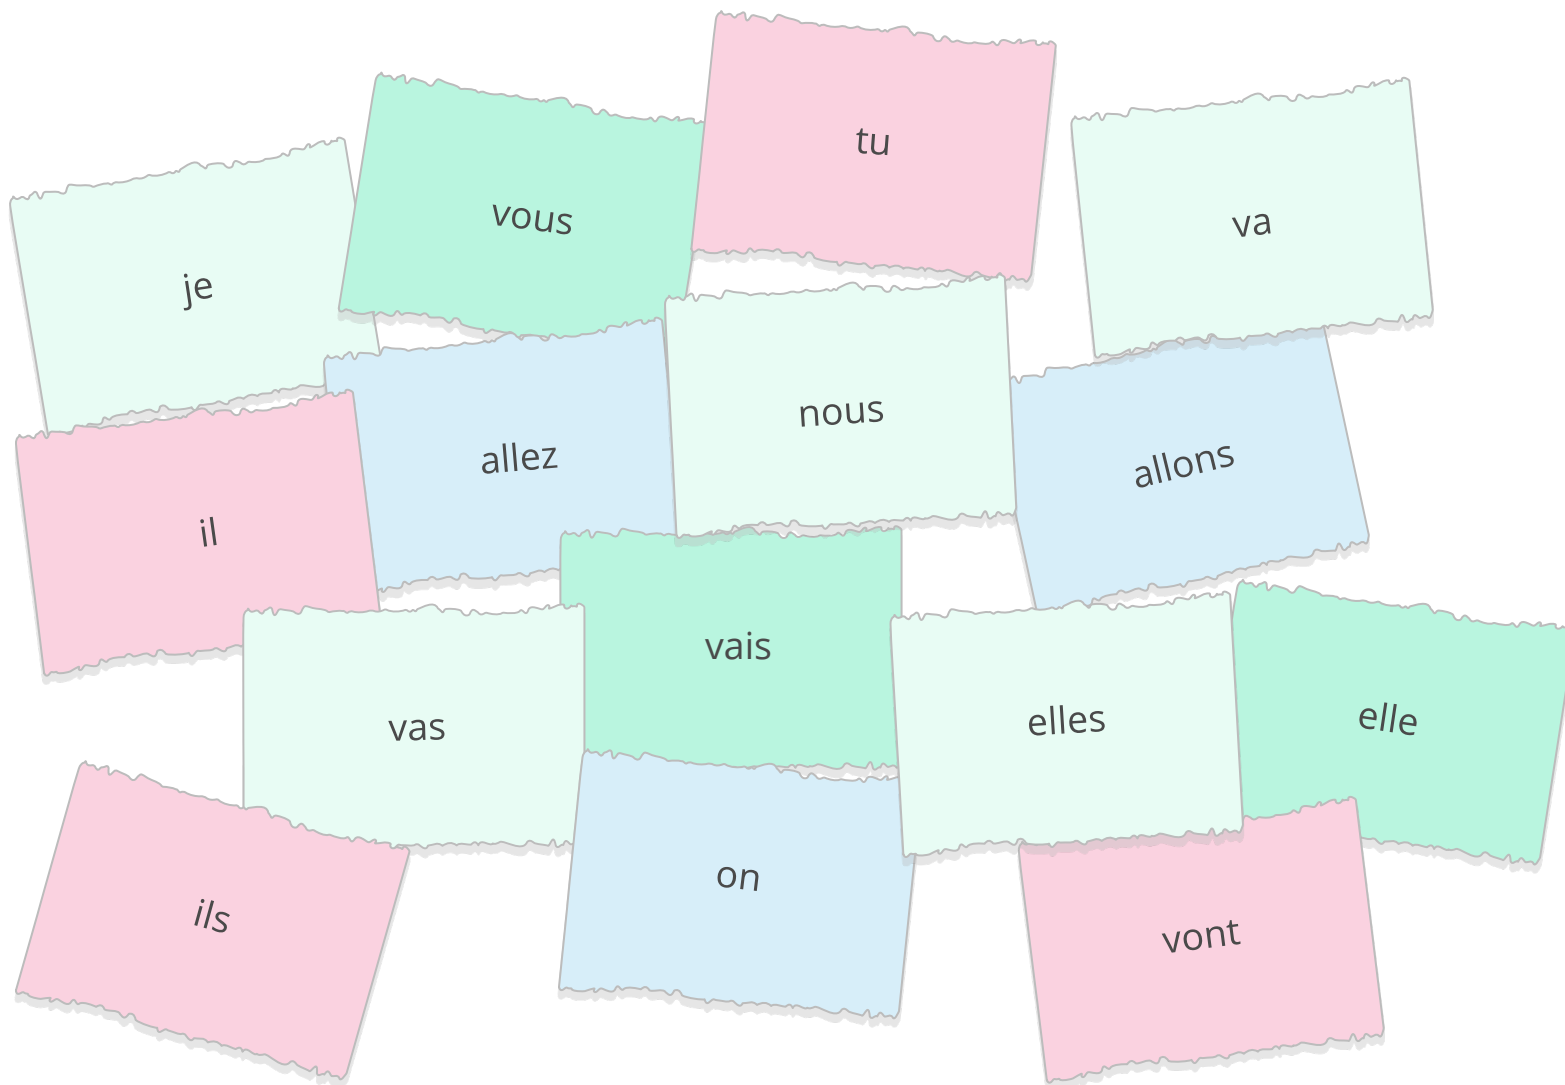 tu
vous
va
je
nous
allez
allons
il
vais
vas
elles
elle
on
ils
vont